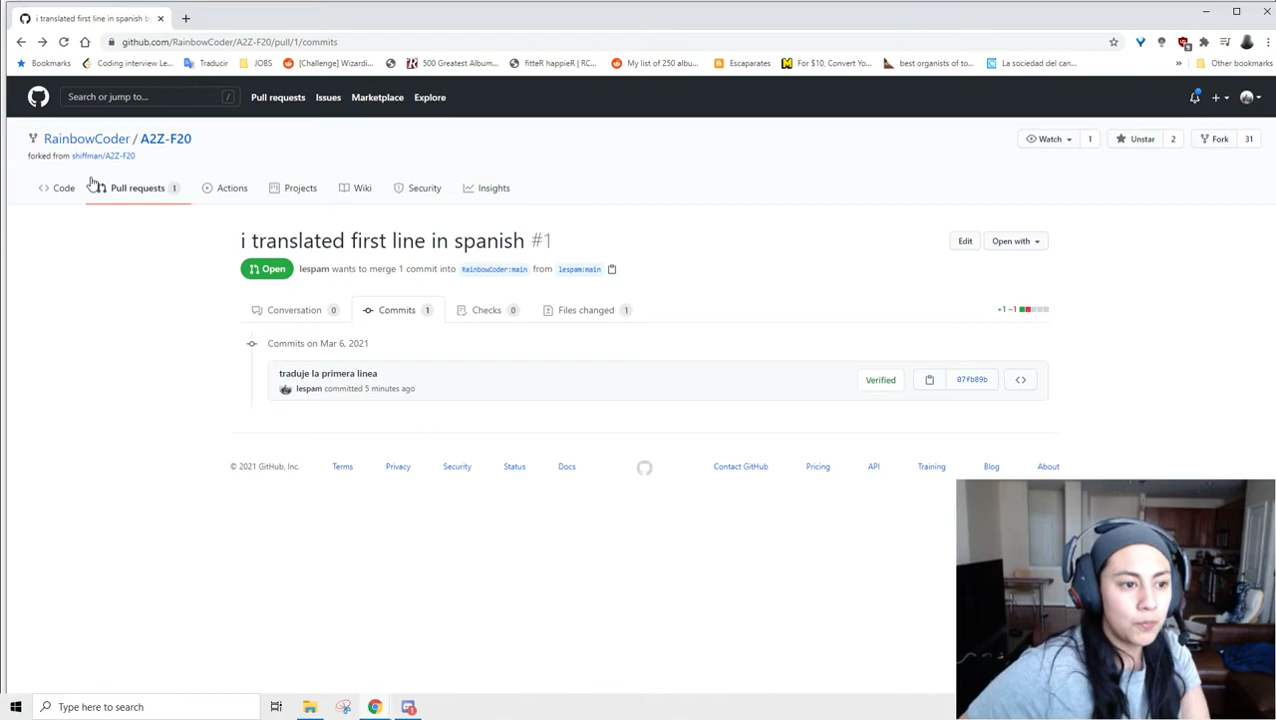 i translated first line in spanish b
github.com/RainbowCoder/A2Z-F20/pull/1/commits
Bookmarks Coding interview Le... Traducir JOBS [Challenge] Wizardi... 500 Greatest Album... fitteR happieR | RC... My list of 250 albu... Escaparates For $10, Convert Yo... best organists of to... La sociedad del can... » Other bookmarks
Search or jump to... / Pull requests Issues Marketplace Explore
RainbowCoder / A2Z-F20 Watch 1 Unstar 2 Fork 31
forked from shiffman/A2Z-F20
Code Pull requests 1 Actions Projects Wiki Security Insights
i translated first line in spanish #1 Edit Open with
Open lespam wants to merge 1 commit into RainbowCoder:main from lespam:main
Conversation 0 Commits 1 Checks 0 Files changed 1 +1 −1
Commits on Mar 6, 2021
traduje la primera linea
lespam committed 5 minutes ago Verified 07fb89b
© 2021 GitHub, Inc. Terms Privacy Security Status Docs Contact GitHub Pricing API Training Blog About
Type here to search